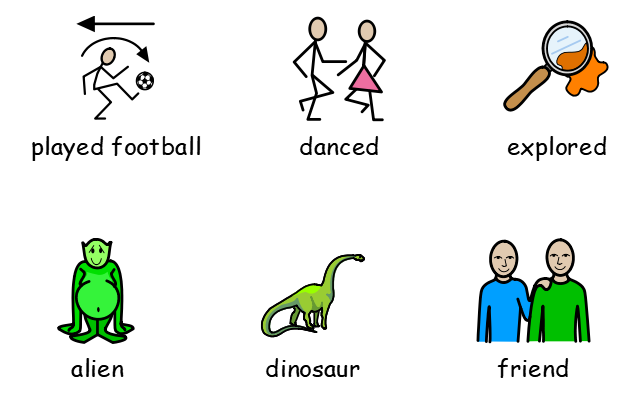 played football
danced
explored
alien
dinosaur
friend